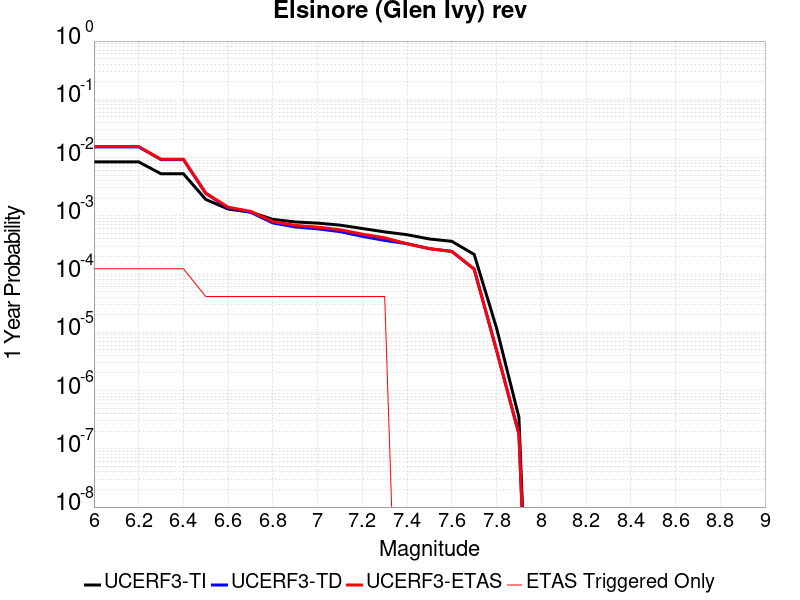 Elsinore (Glen Ivy) rev
10^0
10^-1
10^-2
10^-3
10^-4
10^-5
10^-6
10^-7
10^-8
1 Year Probability
6 6.2 6.4 6.6 6.8 7 7.2 7.4 7.6 7.8 8 8.2 8.4 8.6 8.8 9
Magnitude
UCERF3-TI UCERF3-TD UCERF3-ETAS ETAS Triggered Only